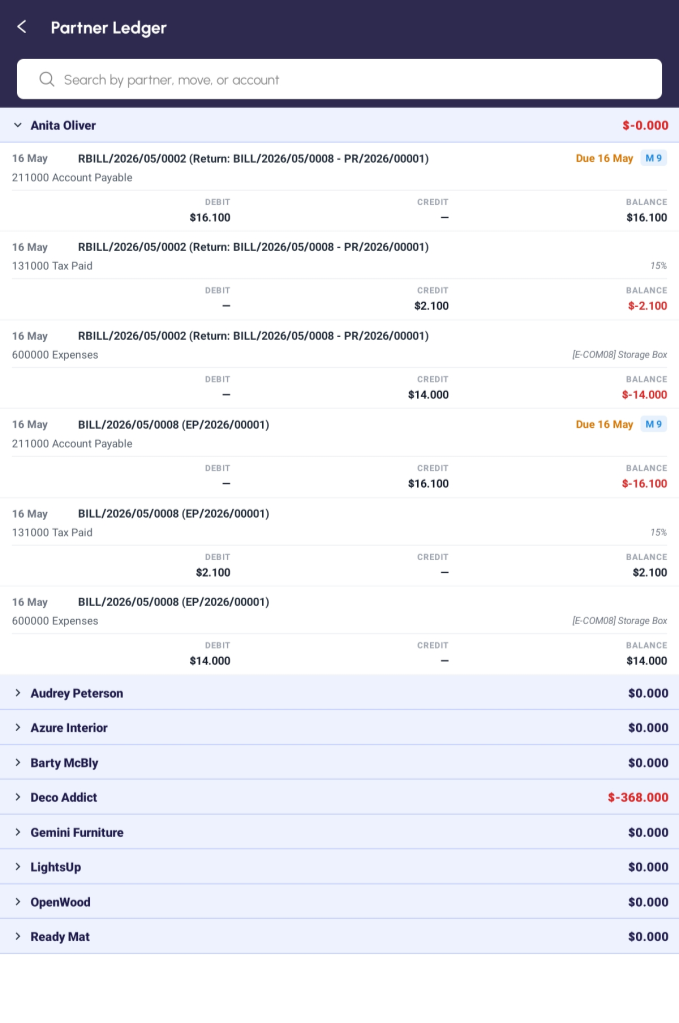 Partner Ledger
Search by partner, move, or account
Anita Oliver $-0.000
16 May RBILL/2026/05/0002 (Return: BILL/2026/05/0008 - PR/2026/00001) Due 16 May M 9
211000 Account Payable
DEBIT CREDIT BALANCE
$16.100 — $16.100
16 May RBILL/2026/05/0002 (Return: BILL/2026/05/0008 - PR/2026/00001)
131000 Tax Paid 15%
DEBIT CREDIT BALANCE
— $2.100 $-2.100
16 May RBILL/2026/05/0002 (Return: BILL/2026/05/0008 - PR/2026/00001)
600000 Expenses [E-COM08] Storage Box
DEBIT CREDIT BALANCE
— $14.000 $-14.000
16 May BILL/2026/05/0008 (EP/2026/00001) Due 16 May M 9
211000 Account Payable
DEBIT CREDIT BALANCE
— $16.100 $-16.100
16 May BILL/2026/05/0008 (EP/2026/00001)
131000 Tax Paid 15%
DEBIT CREDIT BALANCE
$2.100 — $2.100
16 May BILL/2026/05/0008 (EP/2026/00001)
600000 Expenses [E-COM08] Storage Box
DEBIT CREDIT BALANCE
$14.000 — $14.000
Audrey Peterson $0.000
Azure Interior $0.000
Barty McBly $0.000
Deco Addict $-368.000
Gemini Furniture $0.000
LightsUp $0.000
OpenWood $0.000
Ready Mat $0.000